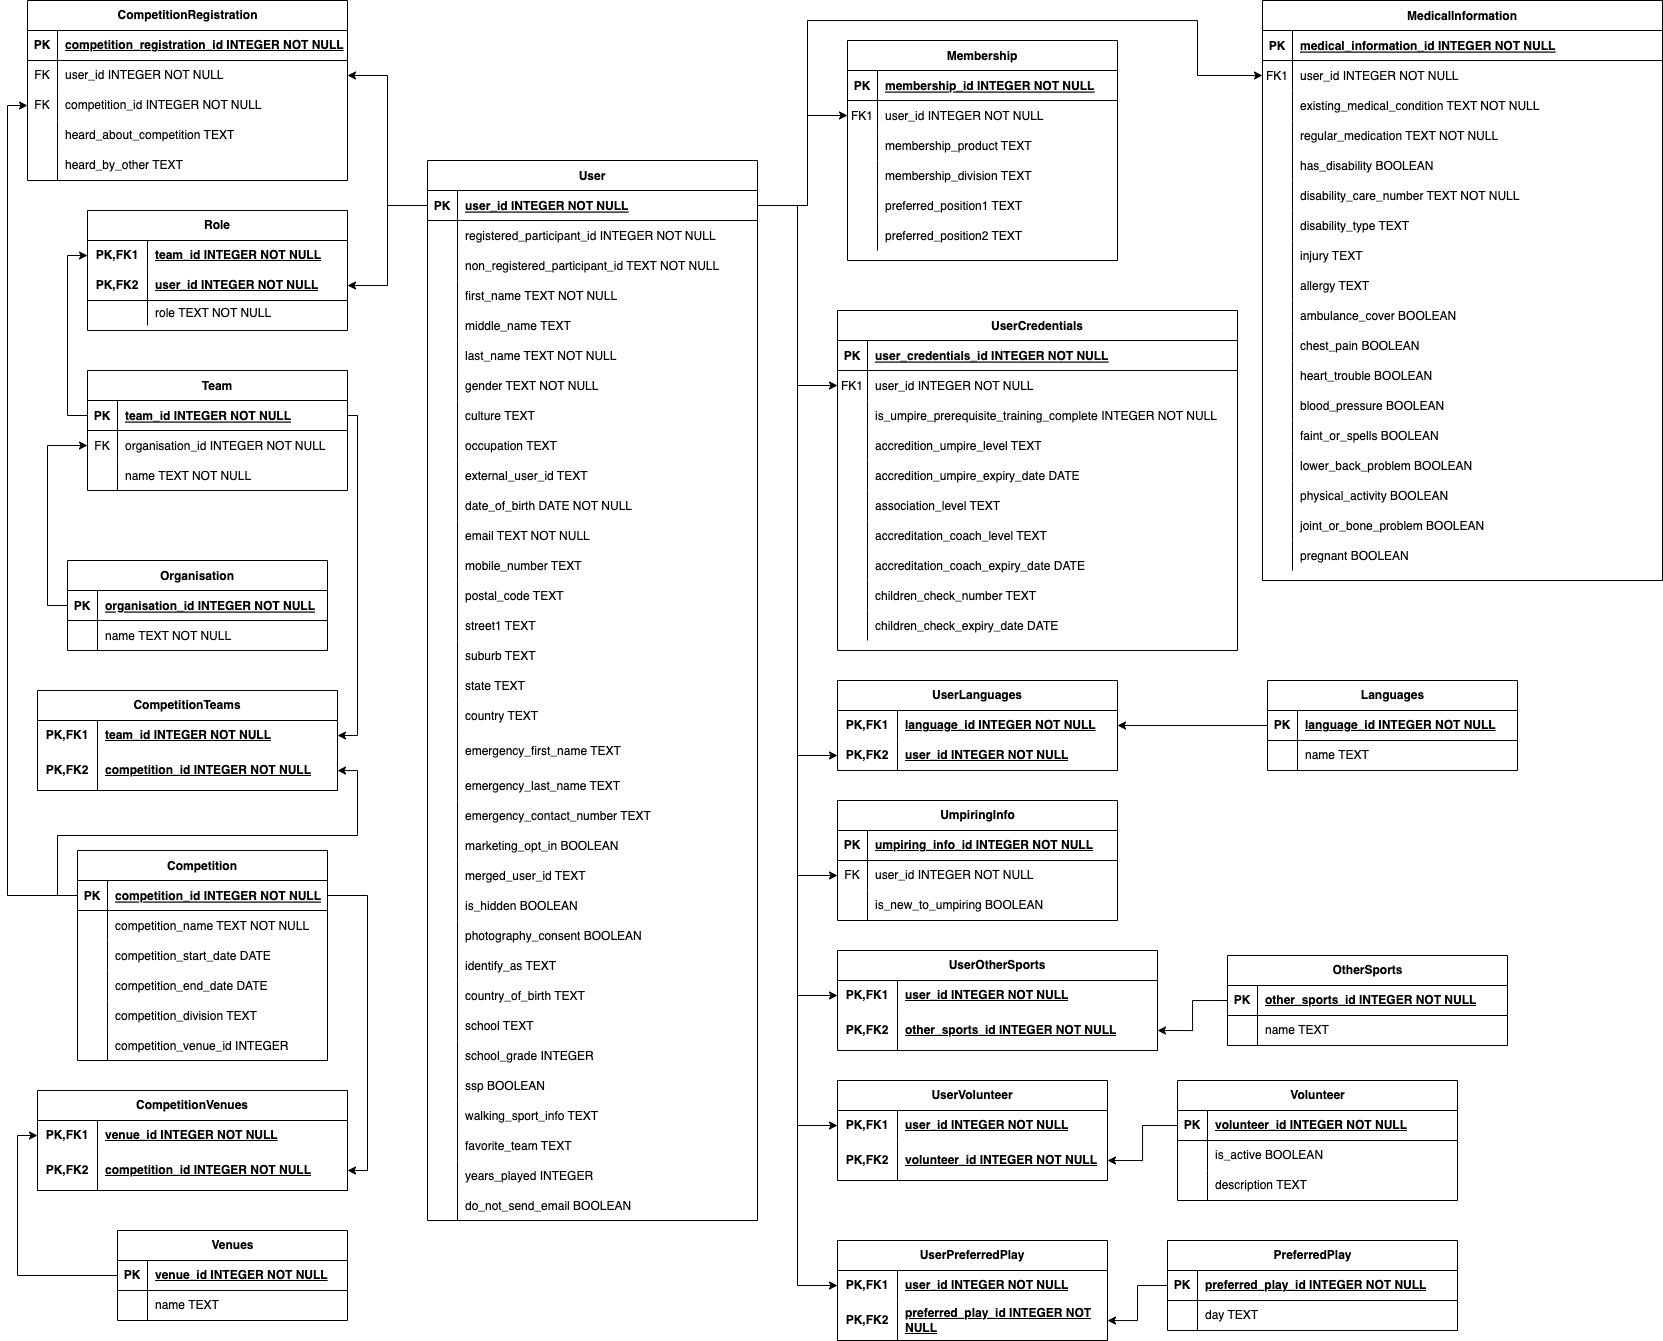 CompetitionRegistration
PK competition_registration_id INTEGER NOT NULL
FK user_id INTEGER NOT NULL
FK competition_id INTEGER NOT NULL
heard_about_competition TEXT
heard_by_other TEXT
Role
PK,FK1 team_id INTEGER NOT NULL
PK,FK2 user_id INTEGER NOT NULL
role TEXT NOT NULL
Team
PK team_id INTEGER NOT NULL
FK organisation_id INTEGER NOT NULL
name TEXT NOT NULL
Organisation
PK organisation_id INTEGER NOT NULL
name TEXT NOT NULL
CompetitionTeams
PK,FK1 team_id INTEGER NOT NULL
PK,FK2 competition_id INTEGER NOT NULL
Competition
PK competition_id INTEGER NOT NULL
competition_name TEXT NOT NULL
competition_start_date DATE
competition_end_date DATE
competition_division TEXT
competition_venue_id INTEGER
CompetitionVenues
PK,FK1 venue_id INTEGER NOT NULL
PK,FK2 competition_id INTEGER NOT NULL
Venues
PK venue_id INTEGER NOT NULL
name TEXT
User
PK user_id INTEGER NOT NULL
registered_participant_id INTEGER NOT NULL
non_registered_participant_id TEXT NOT NULL
first_name TEXT NOT NULL
middle_name TEXT
last_name TEXT NOT NULL
gender TEXT NOT NULL
culture TEXT
occupation TEXT
external_user_id TEXT
date_of_birth DATE NOT NULL
email TEXT NOT NULL
mobile_number TEXT
postal_code TEXT
street1 TEXT
suburb TEXT
state TEXT
country TEXT
emergency_first_name TEXT
emergency_last_name TEXT
emergency_contact_number TEXT
marketing_opt_in BOOLEAN
merged_user_id TEXT
is_hidden BOOLEAN
photography_consent BOOLEAN
identify_as TEXT
country_of_birth TEXT
school TEXT
school_grade INTEGER
ssp BOOLEAN
walking_sport_info TEXT
favorite_team TEXT
years_played INTEGER
do_not_send_email BOOLEAN
Membership
PK membership_id INTEGER NOT NULL
FK1 user_id INTEGER NOT NULL
membership_product TEXT
membership_division TEXT
preferred_position1 TEXT
preferred_position2 TEXT
UserCredentials
PK user_credentials_id INTEGER NOT NULL
FK1 user_id INTEGER NOT NULL
is_umpire_prerequisite_training_complete INTEGER NOT NULL
accredition_umpire_level TEXT
accredition_umpire_expiry_date DATE
association_level TEXT
accreditation_coach_level TEXT
accreditation_coach_expiry_date DATE
children_check_number TEXT
children_check_expiry_date DATE
UserLanguages
PK,FK1 language_id INTEGER NOT NULL
PK,FK2 user_id INTEGER NOT NULL
UmpiringInfo
PK umpiring_info_id INTEGER NOT NULL
FK user_id INTEGER NOT NULL
is_new_to_umpiring BOOLEAN
UserOtherSports
PK,FK1 user_id INTEGER NOT NULL
PK,FK2 other_sports_id INTEGER NOT NULL
UserVolunteer
PK,FK1 user_id INTEGER NOT NULL
PK,FK2 volunteer_id INTEGER NOT NULL
UserPreferredPlay
PK,FK1 user_id INTEGER NOT NULL
PK,FK2 preferred_play_id INTEGER NOT
NULL
MedicalInformation
PK medical_information_id INTEGER NOT NULL
FK1 user_id INTEGER NOT NULL
existing_medical_condition TEXT NOT NULL
regular_medication TEXT NOT NULL
has_disability BOOLEAN
disability_care_number TEXT NOT NULL
disability_type TEXT
injury TEXT
allergy TEXT
ambulance_cover BOOLEAN
chest_pain BOOLEAN
heart_trouble BOOLEAN
blood_pressure BOOLEAN
faint_or_spells BOOLEAN
lower_back_problem BOOLEAN
physical_activity BOOLEAN
joint_or_bone_problem BOOLEAN
pregnant BOOLEAN
Languages
PK language_id INTEGER NOT NULL
name TEXT
OtherSports
PK other_sports_id INTEGER NOT NULL
name TEXT
Volunteer
PK volunteer_id INTEGER NOT NULL
is_active BOOLEAN
description TEXT
PreferredPlay
PK preferred_play_id INTEGER NOT NULL
day TEXT